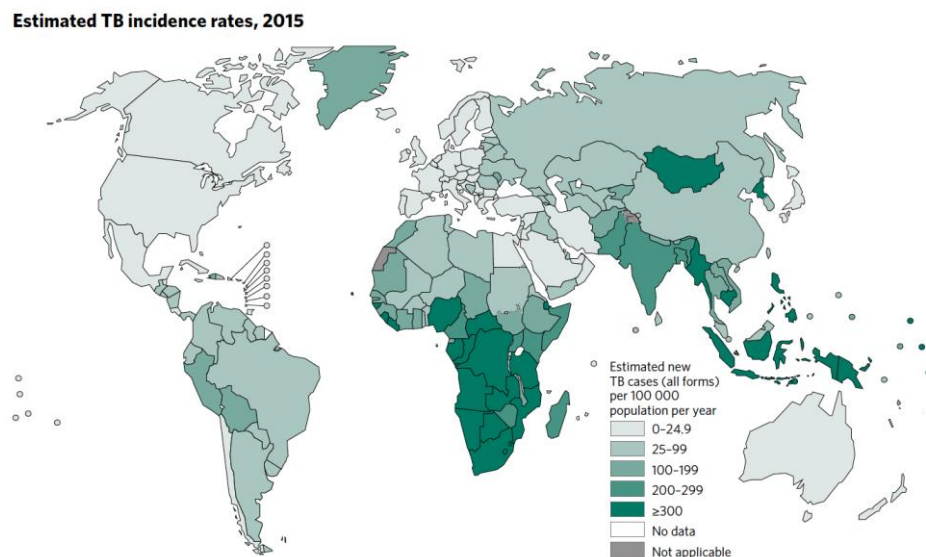 Estimated TB incidence rates, 2015
Estimated new
TB cases (all forms)
per 100 000
population per year
0–24.9
25–99
100–199
200–299
≥300
No data
Not applicable